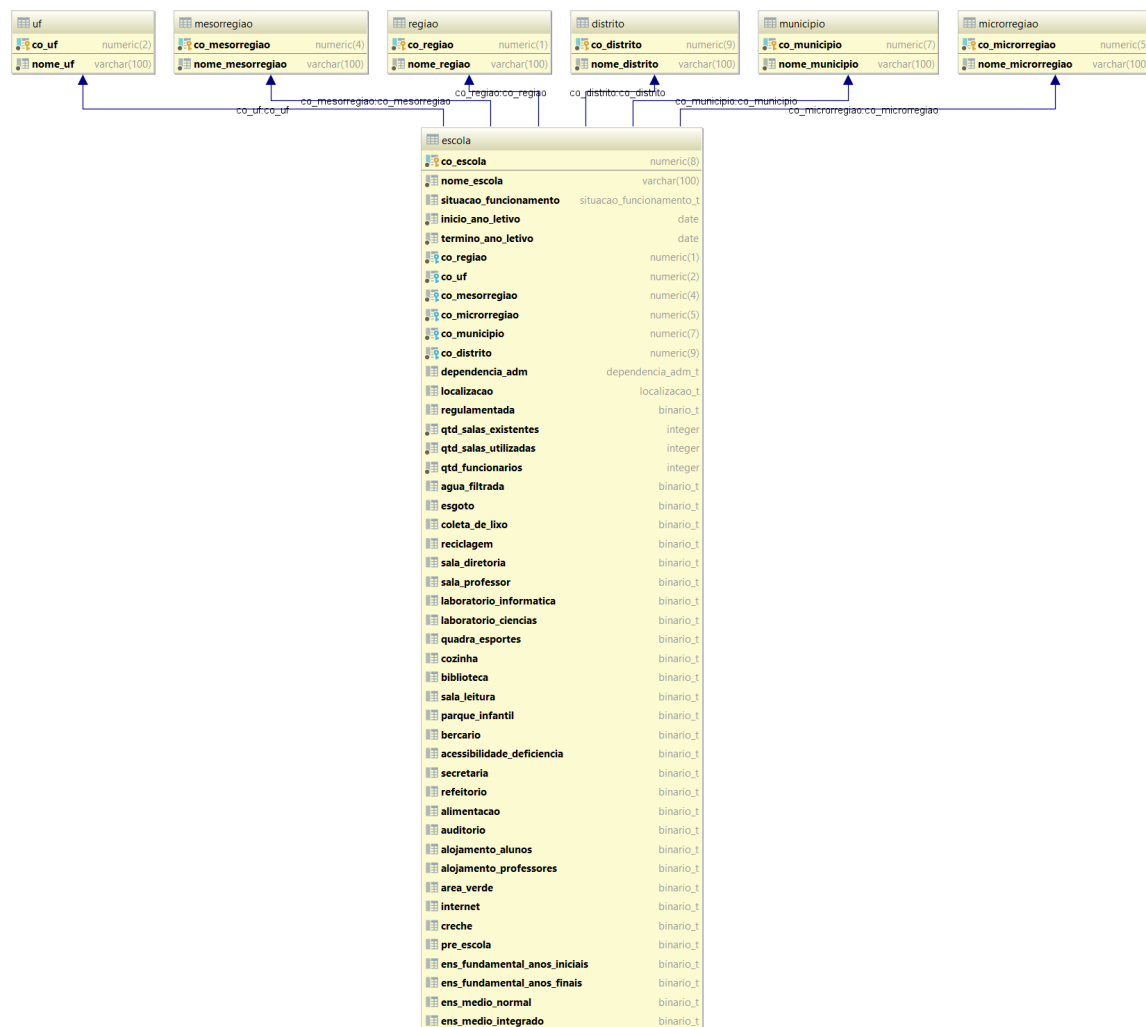 uf
co_uf numeric(2)
nome_uf varchar(100)
mesorregiao
co_mesorregiao numeric(4)
nome_mesorregiao varchar(100)
regiao
co_regiao numeric(1)
nome_regiao varchar(100)
distrito
co_distrito numeric(9)
nome_distrito varchar(100)
municipio
co_municipio numeric(7)
nome_municipio varchar(100)
microrregiao
co_microrregiao numeric(5
nome_microrregiao varchar(100
co_regiao:co_regiao
co_distrito:co_distrito
co_mesorregiao:co_mesorregiao
co_municipio:co_municipio
co_uf:co_uf
co_microrregiao:co_microrregiao
escola
co_escola numeric(8)
nome_escola varchar(100)
situacao_funcionamento situacao_funcionamento_t
inicio_ano_letivo date
termino_ano_letivo date
co_regiao numeric(1)
co_uf numeric(2)
co_mesorregiao numeric(4)
co_microrregiao numeric(5)
co_municipio numeric(7)
co_distrito numeric(9)
dependencia_adm dependencia_adm_t
localizacao localizacao_t
regulamentada binario_t
qtd_salas_existentes integer
qtd_salas_utilizadas integer
qtd_funcionarios integer
agua_filtrada binario_t
esgoto binario_t
coleta_de_lixo binario_t
reciclagem binario_t
sala_diretoria binario_t
sala_professor binario_t
laboratorio_informatica binario_t
laboratorio_ciencias binario_t
quadra_esportes binario_t
cozinha binario_t
biblioteca binario_t
sala_leitura binario_t
parque_infantil binario_t
bercario binario_t
acessibilidade_deficiencia binario_t
secretaria binario_t
refeitorio binario_t
alimentacao binario_t
auditorio binario_t
alojamento_alunos binario_t
alojamento_professores binario_t
area_verde binario_t
internet binario_t
creche binario_t
pre_escola binario_t
ens_fundamental_anos_iniciais binario_t
ens_fundamental_anos_finais binario_t
ens_medio_normal binario_t
ens_medio_integrado binario_t